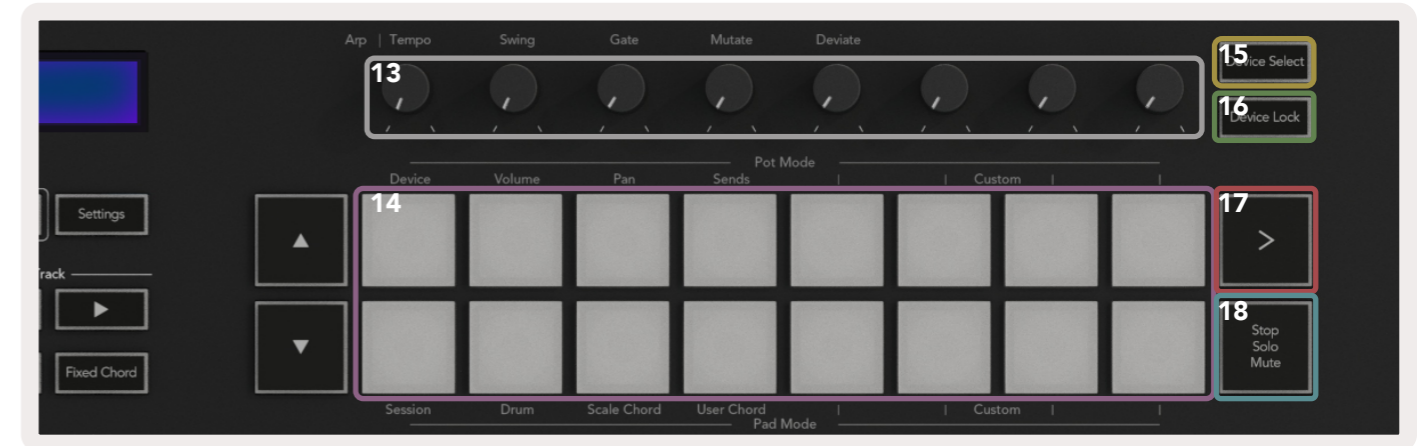 Arp | Tempo Swing Gate Mutate Deviate
13
15
Device Select
16
Device Lock
Pot Mode
Device Volume Pan Sends Custom
14
17
Settings
>
rack
18
Stop
Solo
Mute
Fixed Chord
Session Drum Scale Chord User Chord Custom
Pad Mode